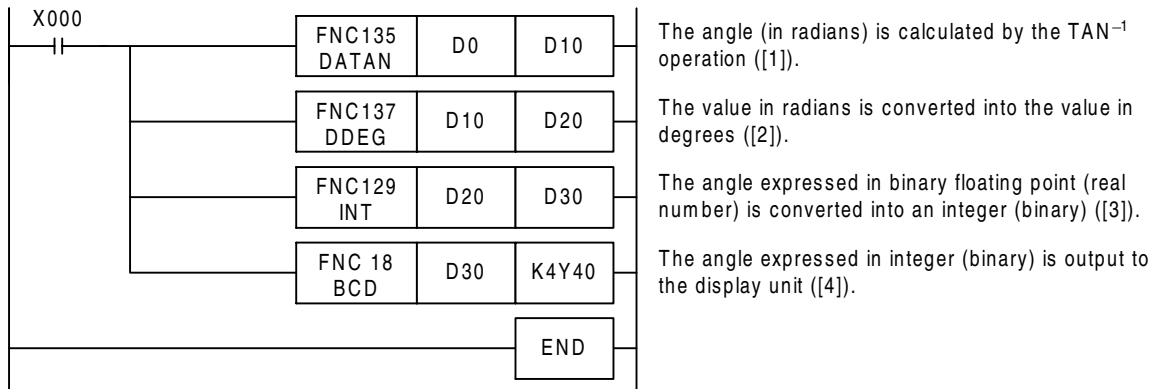 X000
FNC135
DATAN
D0
D10
The angle (in radians) is calculated by the TAN⁻¹
operation ([1]).
FNC137
DDEG
D10
D20
The value in radians is converted into the value in
degrees ([2]).
FNC129
INT
D20
D30
The angle expressed in binary floating point (real
number) is converted into an integer (binary) ([3]).
FNC 18
BCD
D30
K4Y40
The angle expressed in integer (binary) is output to
the display unit ([4]).
END